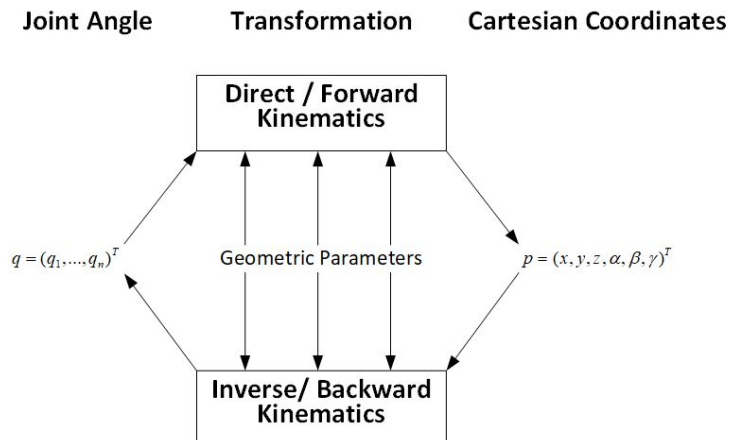 Joint Angle Transformation Cartesian Coordinates
Direct / Forward
Kinematics
q = (q₁,...,qₙ)ᵀ Geometric Parameters p = (x, y, z, α, β, γ)ᵀ
Inverse/ Backward
Kinematics